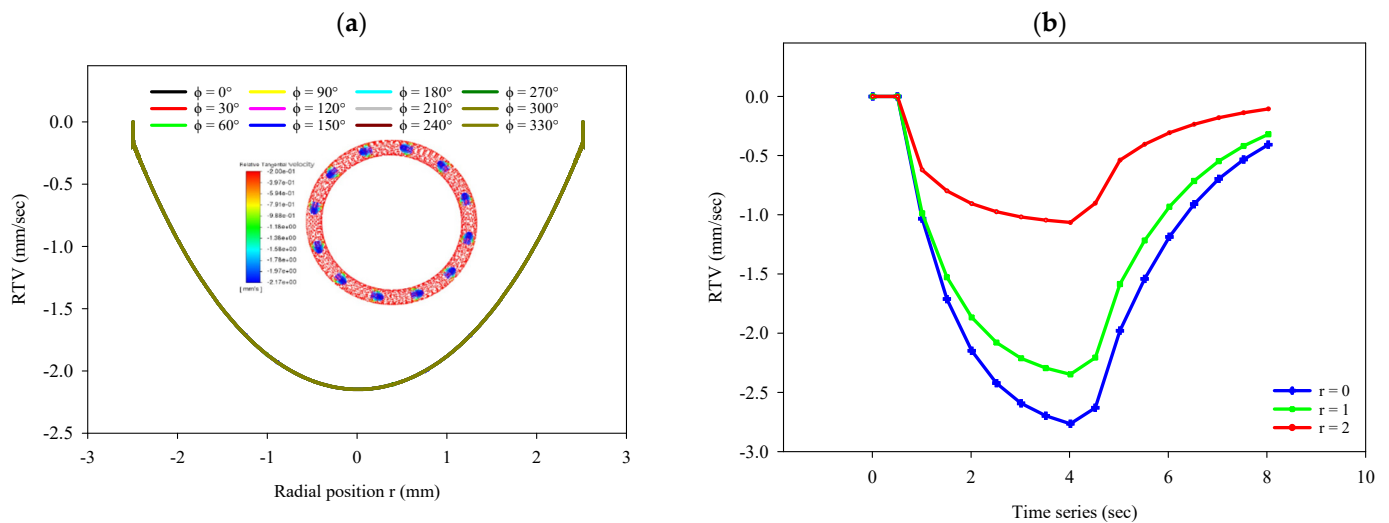 (a)
ϕ = 0° ϕ = 90° ϕ = 180° ϕ = 270°
ϕ = 30° ϕ = 120° ϕ = 210° ϕ = 300°
ϕ = 60° ϕ = 150° ϕ = 240° ϕ = 330°
Relative Tangential velocity
-2.00e-01
-3.97e-01
-5.94e-01
-7.91e-01
-9.88e-01
-1.18e+00
-1.38e+00
-1.58e+00
-1.77e+00
-1.97e+00
-2.17e+00
[ mm/s ]
0.0
-0.5
-1.0
-1.5
-2.0
-2.5
RTV (mm/sec)
-3 -2 -1 0 1 2 3
Radial position r (mm)
(b)
0.0
-0.5
-1.0
-1.5
-2.0
-2.5
-3.0
RTV (mm/sec)
r = 0
r = 1
r = 2
0 2 4 6 8 10
Time series (sec)